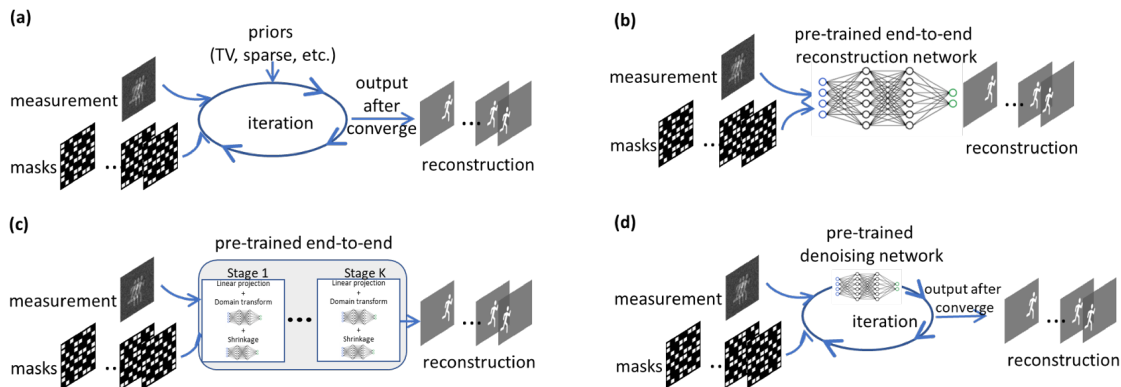 (a)
priors
(TV, sparse, etc.)
measurement
iteration
output
after
converge
masks
reconstruction
(b)
pre-trained end-to-end
reconstruction network
measurement
masks
reconstruction
(c)
pre-trained end-to-end
Stage 1
Linear projection
+
Domain transform
+
Shrinkage
Stage K
Linear projection
+
Domain transform
+
Shrinkage
measurement
masks
reconstruction
(d)
pre-trained
denoising network
measurement
iteration
output after
converge
masks
reconstruction